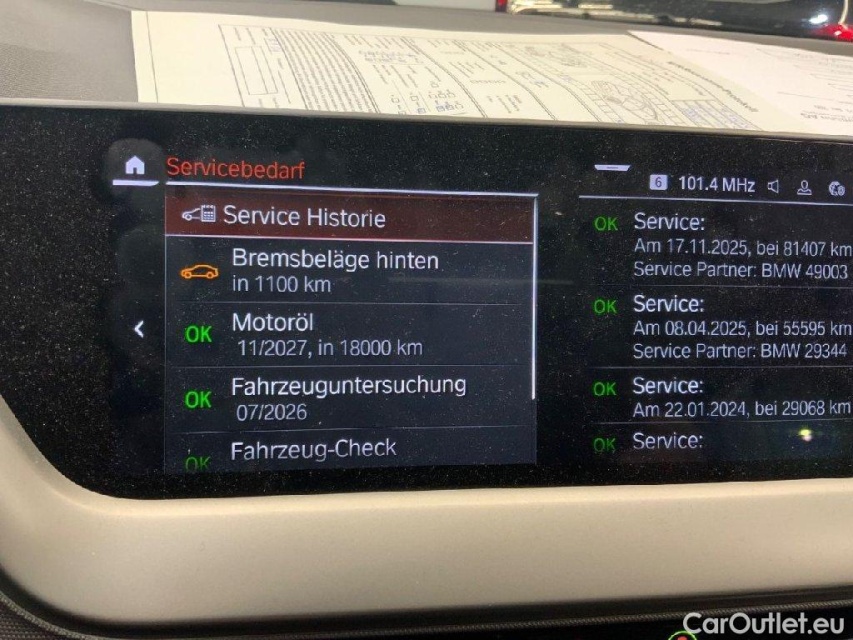 Servicebedarf
Service Historie
Bremsbeläge hinten
in 1100 km
OK Motoröl
11/2027, in 18000 km
OK Fahrzeuguntersuchung
07/2026
OK Fahrzeug-Check
6 101.4 MHz
OK Service:
Am 17.11.2025, bei 81407 km
Service Partner: BMW 49003
OK Service:
Am 08.04.2025, bei 55595 km
Service Partner: BMW 29344
OK Service:
Am 22.01.2024, bei 29068 km
OK Service:
CarOutlet.eu